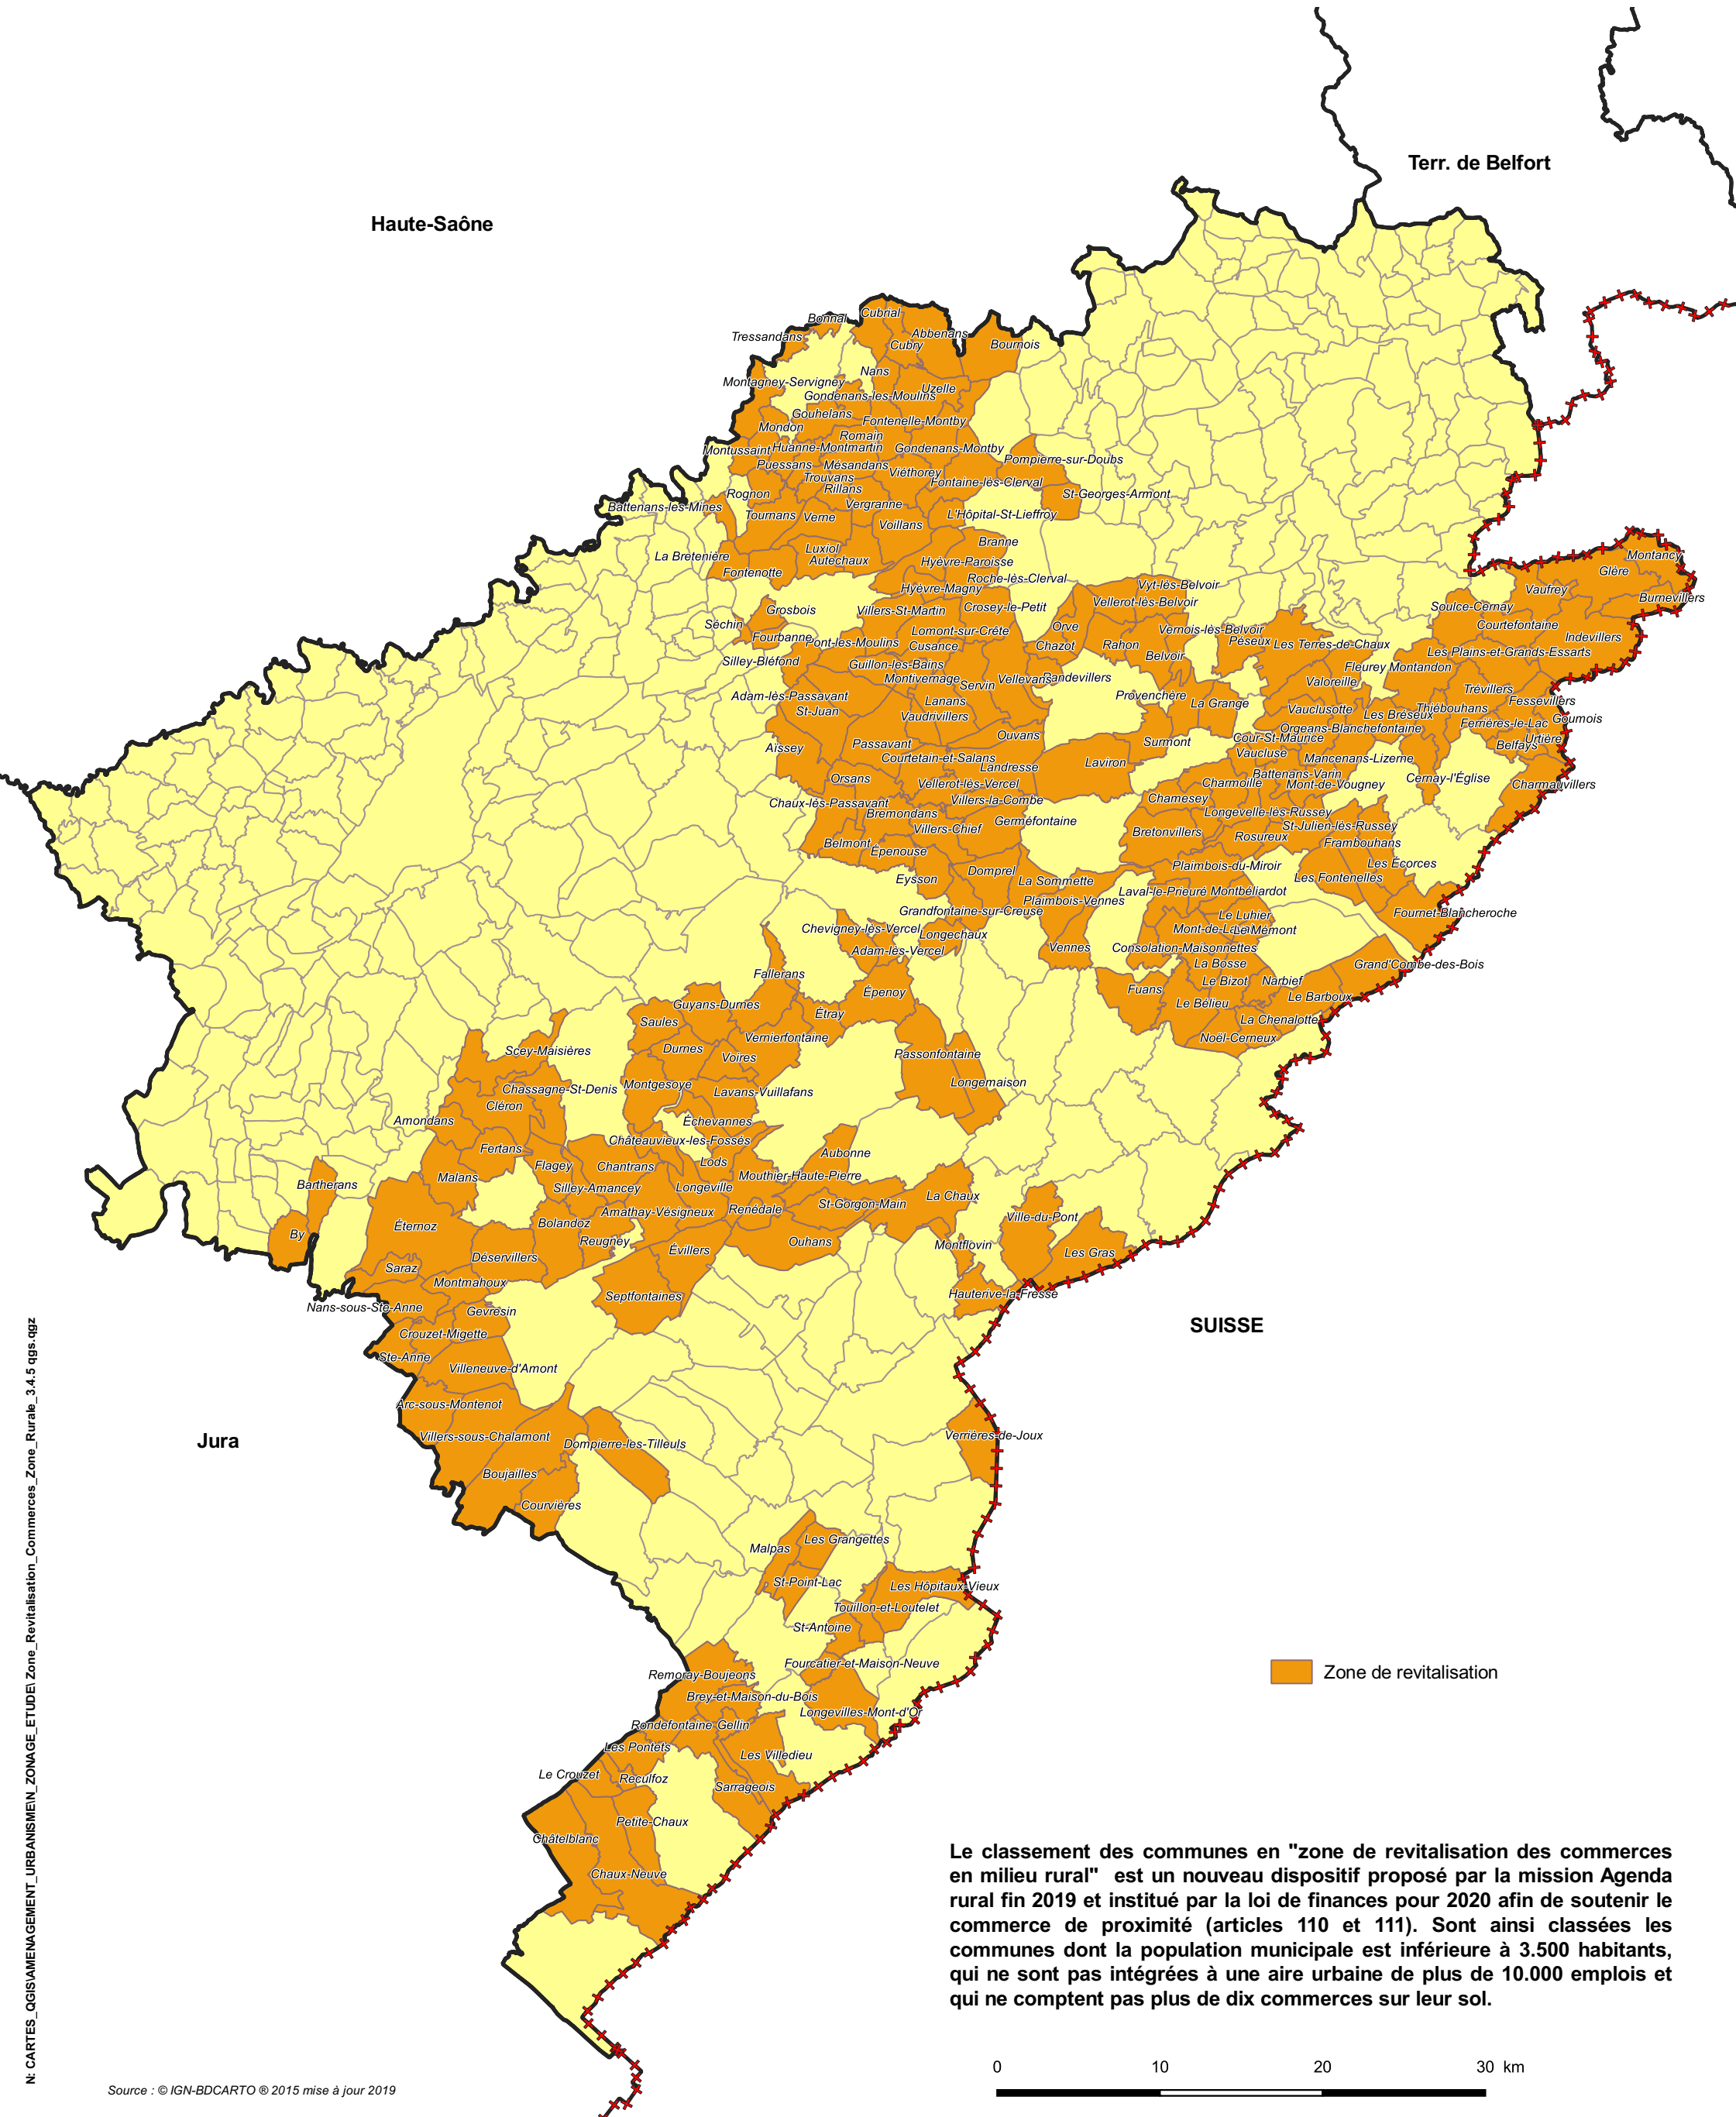 Terr. de Belfort
Haute-Saône
Bonnal
Cubrial
Tressandans
Abbenans
Cubry
Bournois
Nans
Montagney-Servigney
Uzelle
Gondenans-les-Moulins
Gouhelans
Fontenelle-Montby
Mondon
Romain
Montussaint
Huanne-Montmartin
Gondenans-Montby
Pompierre-sur-Doubs
Puessans
Mésandans
Viéthorey
Trouvans
Fontaine-lès-Clerval
Rillans
Rognon
St-Georges-Armont
Battenans-les-Mines
Vergranne
Tournans
Verne
L'Hôpital-St-Lieffroy
Voillans
Branne
Luxiol
La Bretenière
Autechaux
Hyèvre-Paroisse
Montancy
Fontenotte
Glère
Roche-lès-Clerval
Hyèvre-Magny
Vyt-lès-Belvoir
Vaufrey
Burnevillers
Vellerot-lès-Belvoir
Grosbois
Villers-St-Martin
Crosey-le-Petit
Soulce-Cernay
Séchin
Orve
Courtefontaine
Lomont-sur-Crête
Vernois-lès-Belvoir
Fourbanne
Indevillers
Pont-les-Moulins
Cusance
Chazot
Rahon
Péseux
Les Terres-de-Chaux
Les Plains-et-Grands-Essarts
Belvoir
Silley-Bléfond
Guillon-les-Bains
Fleurey
Montandon
Montivernage
Servin
Vellevans
Randevillers
Valoreille
Trévillers
Adam-lès-Passavant
Provenchère
Lanans
La Grange
Fessevillers
St-Juan
Vaudrivillers
Vauclusotte
Les Bréseux
Thiébouhans
Goumois
Ferrières-le-Lac
Orgeans-Blanchefontaine
Ouvans
Cour-St-Maurice
Urtière
Aissey
Passavant
Surmont
Belfays
Vaucluse
Courtetain-et-Salans
Mancenans-Lizerne
Landresse
Laviron
Orsans
Battenans-Varin
Cernay-l'Église
Vellerot-lès-Vercel
Charmoille
Mont-de-Vougney
Charmauvillers
Chaux-lès-Passavant
Villers-la-Combe
Chamesey
Bremondans
Germéfontaine
Longevelle-lès-Russey
Villers-Chief
Bretonvillers
St-Julien-lès-Russey
Rosureux
Belmont
Épenouse
Frambouhans
Plaimbois-du-Miroir
Les Écorces
Domprel
Eysson
La Sommette
Les Fontenelles
Laval-le-Prieuré
Montbéliardot
Plaimbois-Vennes
Grandfontaine-sur-Creuse
Le Luhier
Fournet-Blancheroche
Chevigney-lès-Vercel
Longechaux
Le Mémont
Vennes
Consolation-Maisonnettes
Adam-lès-Vercel
La Bosse
Grand'Combe-des-Bois
Fallerans
Le Bizot
Narbief
Épenoy
Fuans
Le Barboux
Guyans-Durnes
Le Bélieu
Étray
Saules
La Chenalotte
Vernierfontaine
Noël-Cerneux
Scey-Maisières
Durnes
Voires
Passonfontaine
Montgesoye
Longemaison
Chassagne-St-Denis
Lavans-Vuillafans
Cléron
Amondans
Échevannes
Châteauvieux-les-Fossés
Fertans
Aubonne
Flagey
Chantrans
Lods
Malans
Mouthier-Haute-Pierre
Bartherans
Silley-Amancey
Longeville
La Chaux
St-Gorgon-Main
Renédale
Amathay-Vésigneux
Éternoz
Bolandoz
Ville-du-Pont
By
Reugney
Ouhans
Montflovin
Évillers
Les Gras
Déservillers
Saraz
Montmahoux
Hauterive-la-Fresse
Septfontaines
Nans-sous-Ste-Anne
Gevresin
SUISSE
Crouzet-Migette
Ste-Anne
Villeneuve-d'Amont
Arc-sous-Montenot
Jura
Villers-sous-Chalamont
Verrières-de-Joux
Dompierre-les-Tilleuls
Boujailles
Courvières
Les Grangettes
Malpas
St-Point-Lac
Les Hôpitaux-Vieux
Touillon-et-Loutelet
St-Antoine
Fourcatier-et-Maison-Neuve
Zone de revitalisation
Remoray-Boujeons
Brey-et-Maison-du-Bois
Longevilles-Mont-d'Or
Rondefontaine
Gellin
Les Pontets
Les Villedieu
Le Crouzet
Reculfoz
Sarrageois
Petite-Chaux
Châtelblanc
Chaux-Neuve
Le classement des communes en "zone de revitalisation des commerces
en milieu rural" est un nouveau dispositif proposé par la mission Agenda
rural fin 2019 et institué par la loi de finances pour 2020 afin de soutenir le
commerce de proximité (articles 110 et 111). Sont ainsi classées les
communes dont la population municipale est inférieure à 3.500 habitants,
qui ne sont pas intégrées à une aire urbaine de plus de 10.000 emplois et
qui ne comptent pas plus de dix commerces sur leur sol.
0 10 20 30 km
Source : © IGN-BDCARTO ® 2015 mise à jour 2019
N: CARTES_QGIS\AMENAGEMENT_URBANISME\N_ZONAGE_ETUDE\Zone_Revitalisation_Commerces_Zone_Rurale_3.4.5 qgs.qgz